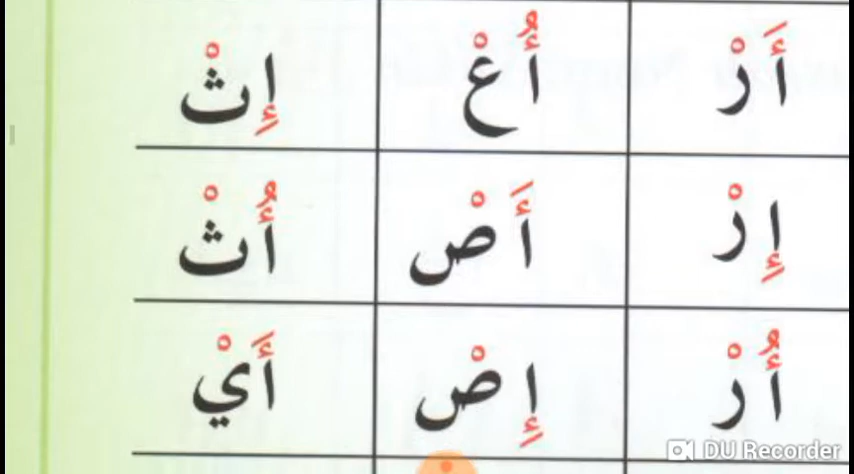 أَرْ أُعْ إِثْ
إِرْ أَصْ أُثْ
أُرْ إِصْ أَيْ
DU Recorder